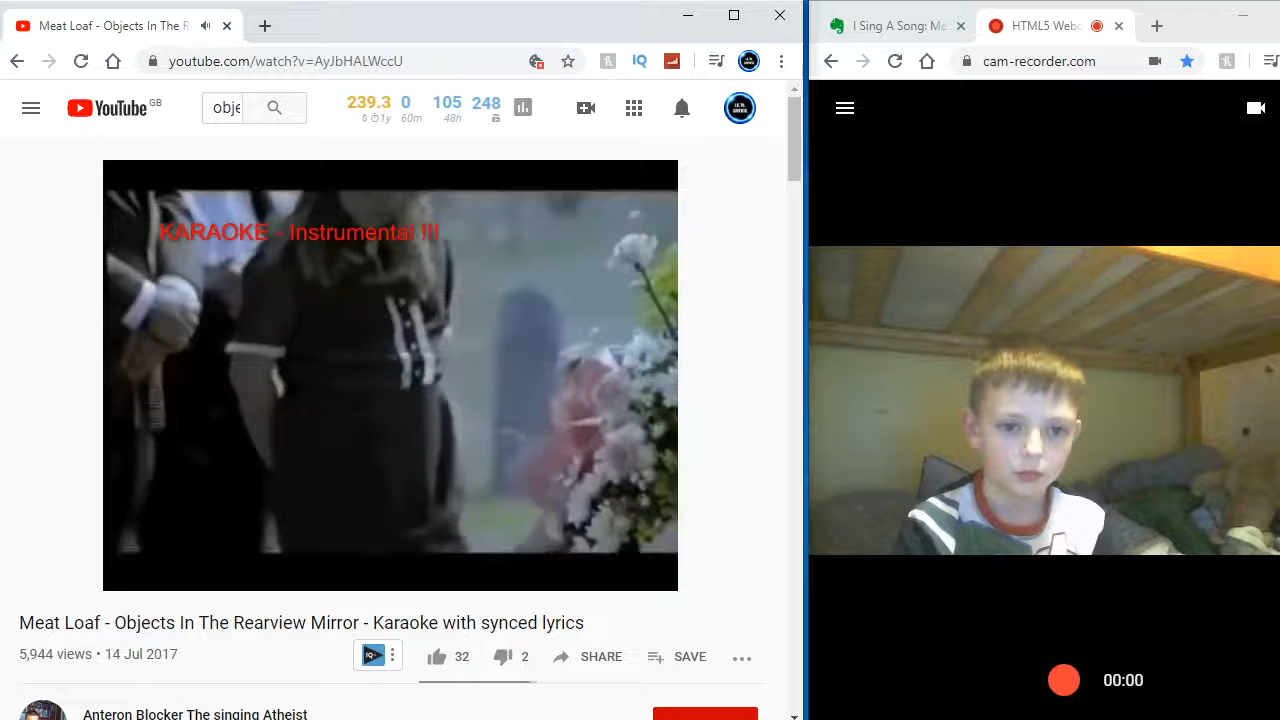 Meat Loaf - Objects In The R
youtube.com/watch?v=AyJbHALWccU
IQ
YouTube GB
obje
239.3 0 105 248
$ 1y 60m 48h
KARAOKE - Instrumental !!!
Meat Loaf - Objects In The Rearview Mirror - Karaoke with synced lyrics
5,944 views • 14 Jul 2017
IQ
32 2 SHARE SAVE
Anteron Blocker The singing Atheist
I Sing A Song: Me
HTML5 Webc
cam-recorder.com
00:00